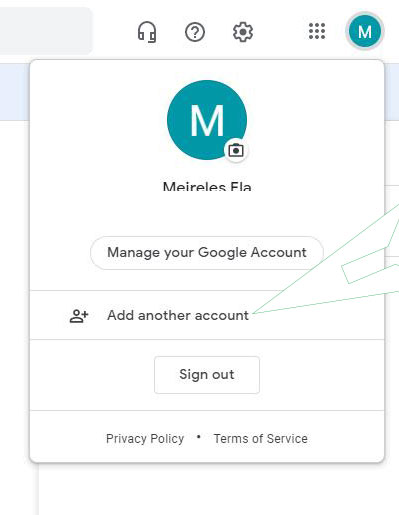 M
M
Meireles Ela
Manage your Google Account
Add another account
Sign out
Privacy Policy • Terms of Service